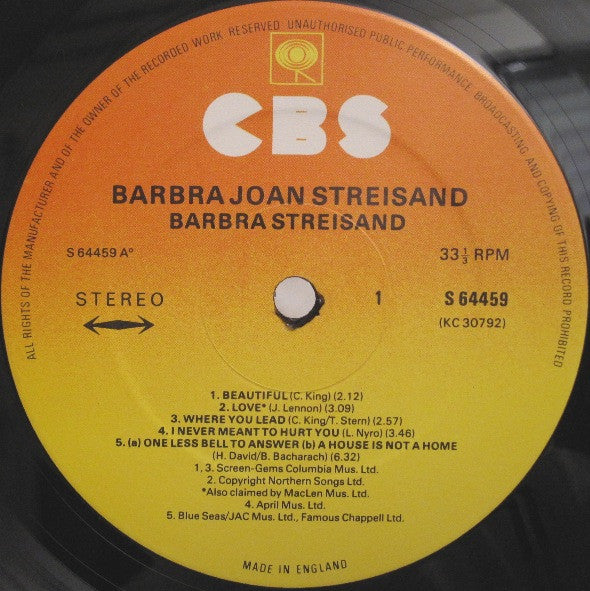 ALL RIGHTS OF THE MANUFACTURER AND OF THE OWNER OF THE RECORDED WORK RESERVED. UNAUTHORISED PUBLIC PERFORMANCE, BROADCASTING AND COPYING OF THIS RECORD PROHIBITED
CBS
BARBRA JOAN STREISAND
BARBRA STREISAND
S 64459 A° 33 1/3 RPM
STEREO 1 S 64459
(KC 30792)
1. BEAUTIFUL (C. King) (2.12)
2. LOVE* (J. Lennon) (3.09)
3. WHERE YOU LEAD (C. King/T. Stern) (2.57)
4. I NEVER MEANT TO HURT YOU (L. Nyro) (3.46)
5. (a) ONE LESS BELL TO ANSWER (b) A HOUSE IS NOT A HOME
(H. David/B. Bacharach) (6.32)
1, 3. Screen-Gems Columbia Mus. Ltd.
2. Copyright Northern Songs Ltd.
*Also claimed by MacLen Mus. Ltd.
4. April Mus. Ltd.
5. Blue Seas/JAC Mus. Ltd., Famous Chappell Ltd.
MADE IN ENGLAND